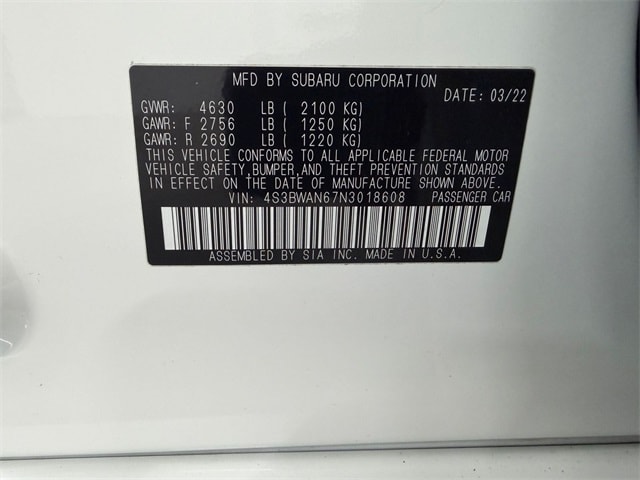 MFD BY SUBARU CORPORATION
DATE: 03/22
GVWR: 4630 LB ( 2100 KG)
GAWR: F 2756 LB ( 1250 KG)
GAWR: R 2690 LB ( 1220 KG)
THIS VEHICLE CONFORMS TO ALL APPLICABLE FEDERAL MOTOR
VEHICLE SAFETY,BUMPER,AND THEFT PREVENTION STANDARDS
IN EFFECT ON THE DATE OF MANUFACTURE SHOWN ABOVE.
VIN: 4S3BWAN67N3018608 PASSENGER CAR
ASSEMBLED BY SIA INC. MADE IN U.S.A.